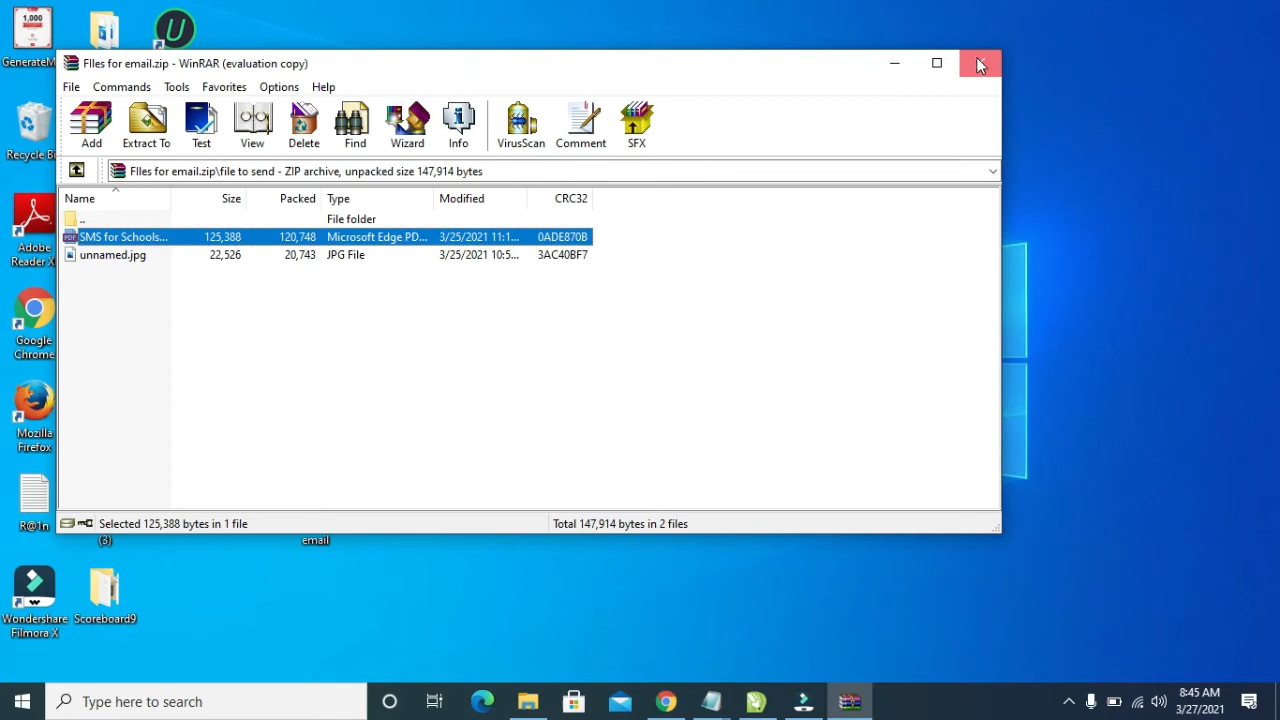 1,000
GenerateM
U
FIles for email.zip - WinRAR (evaluation copy)
File Commands Tools Favorites Options Help
Add Extract To Test View Delete Find Wizard Info VirusScan Comment SFX
FIles for email.zip\file to send - ZIP archive, unpacked size 147,914 bytes
Name Size Packed Type Modified CRC32
.. File folder
PDF SMS for Schools... 125,388 120,748 Microsoft Edge PD... 3/25/2021 11:1... 0ADE870B
unnamed.jpg 22,526 20,743 JPG File 3/25/2021 10:5... 3AC40BF7
Selected 125,388 bytes in 1 file Total 147,914 bytes in 2 files
Recycle Bi
Adobe
Reader X
Google
Chrome
Mozilla
Firefox
R@1n
(3)
email
Wondershare
Filmora X
Scoreboard9
Type here to search
8:45 AM
3/27/2021